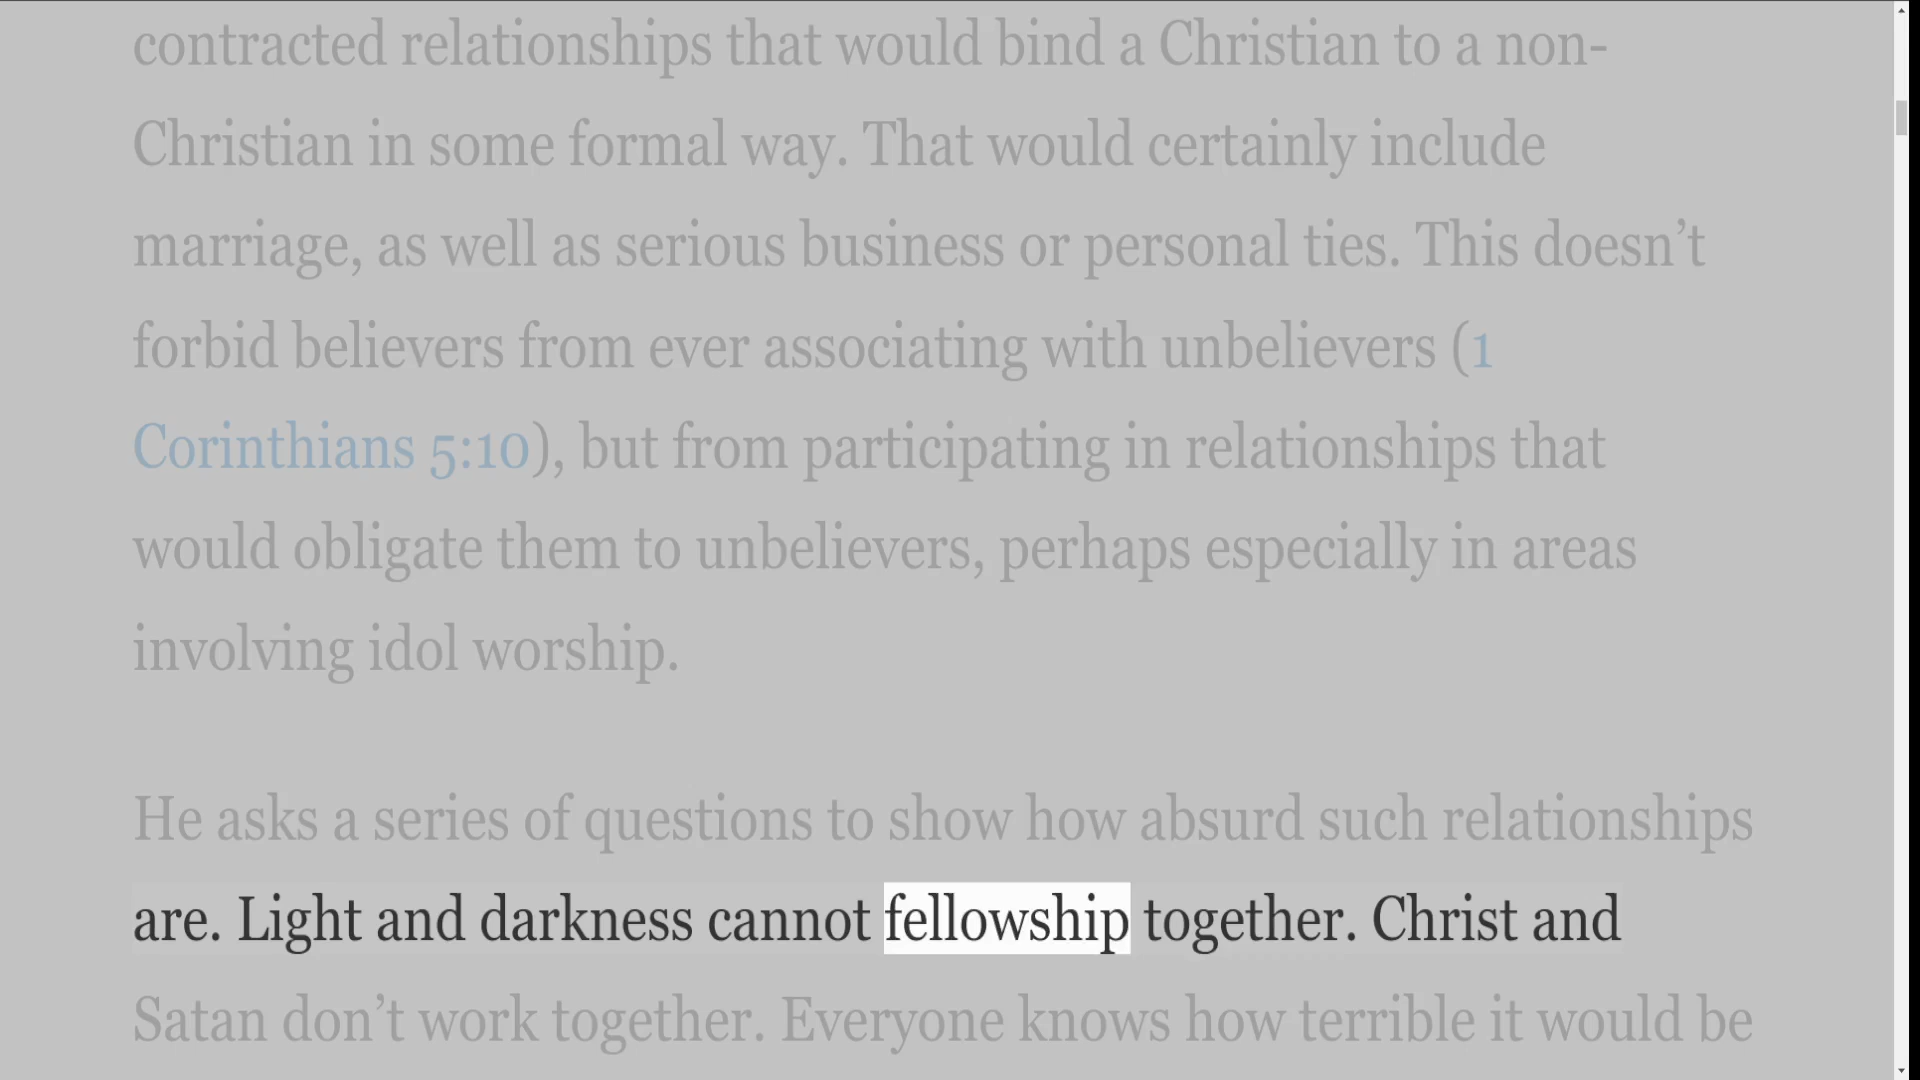 contracted relationships that would bind a Christian to a non-
Christian in some formal way. That would certainly include
marriage, as well as serious business or personal ties. This doesn’t
forbid believers from ever associating with unbelievers (1
Corinthians 5:10), but from participating in relationships that
would obligate them to unbelievers, perhaps especially in areas
involving idol worship.
He asks a series of questions to show how absurd such relationships
are. Light and darkness cannot fellowship together. Christ and
Satan don’t work together. Everyone knows how terrible it would be